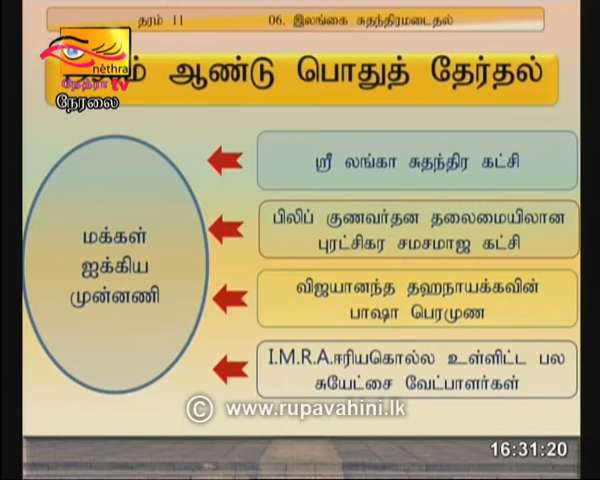 தரம் 11 06. இலங்கை சுதந்திரமடைதல்
nethra
நேத்ரா tv
நேரலை
ஆண்டு பொதுத் தேர்தல்
ஸ்ரீ லங்கா சுதந்திர கட்சி
மக்கள்
ஐக்கிய
முன்னணி
பிலிப் குணவர்தன தலைமையிலான
புரட்சிகர சமசமாஜ கட்சி
விஜயானந்த தஹநாயக்கவின்
பாஷா பெரமுண
I.M.R.A.ஈரியகொல்ல உள்ளிட்ட பல
சுயேட்சை வேட்பாளர்கள்
© www.rupavahini.lk
16:31:20